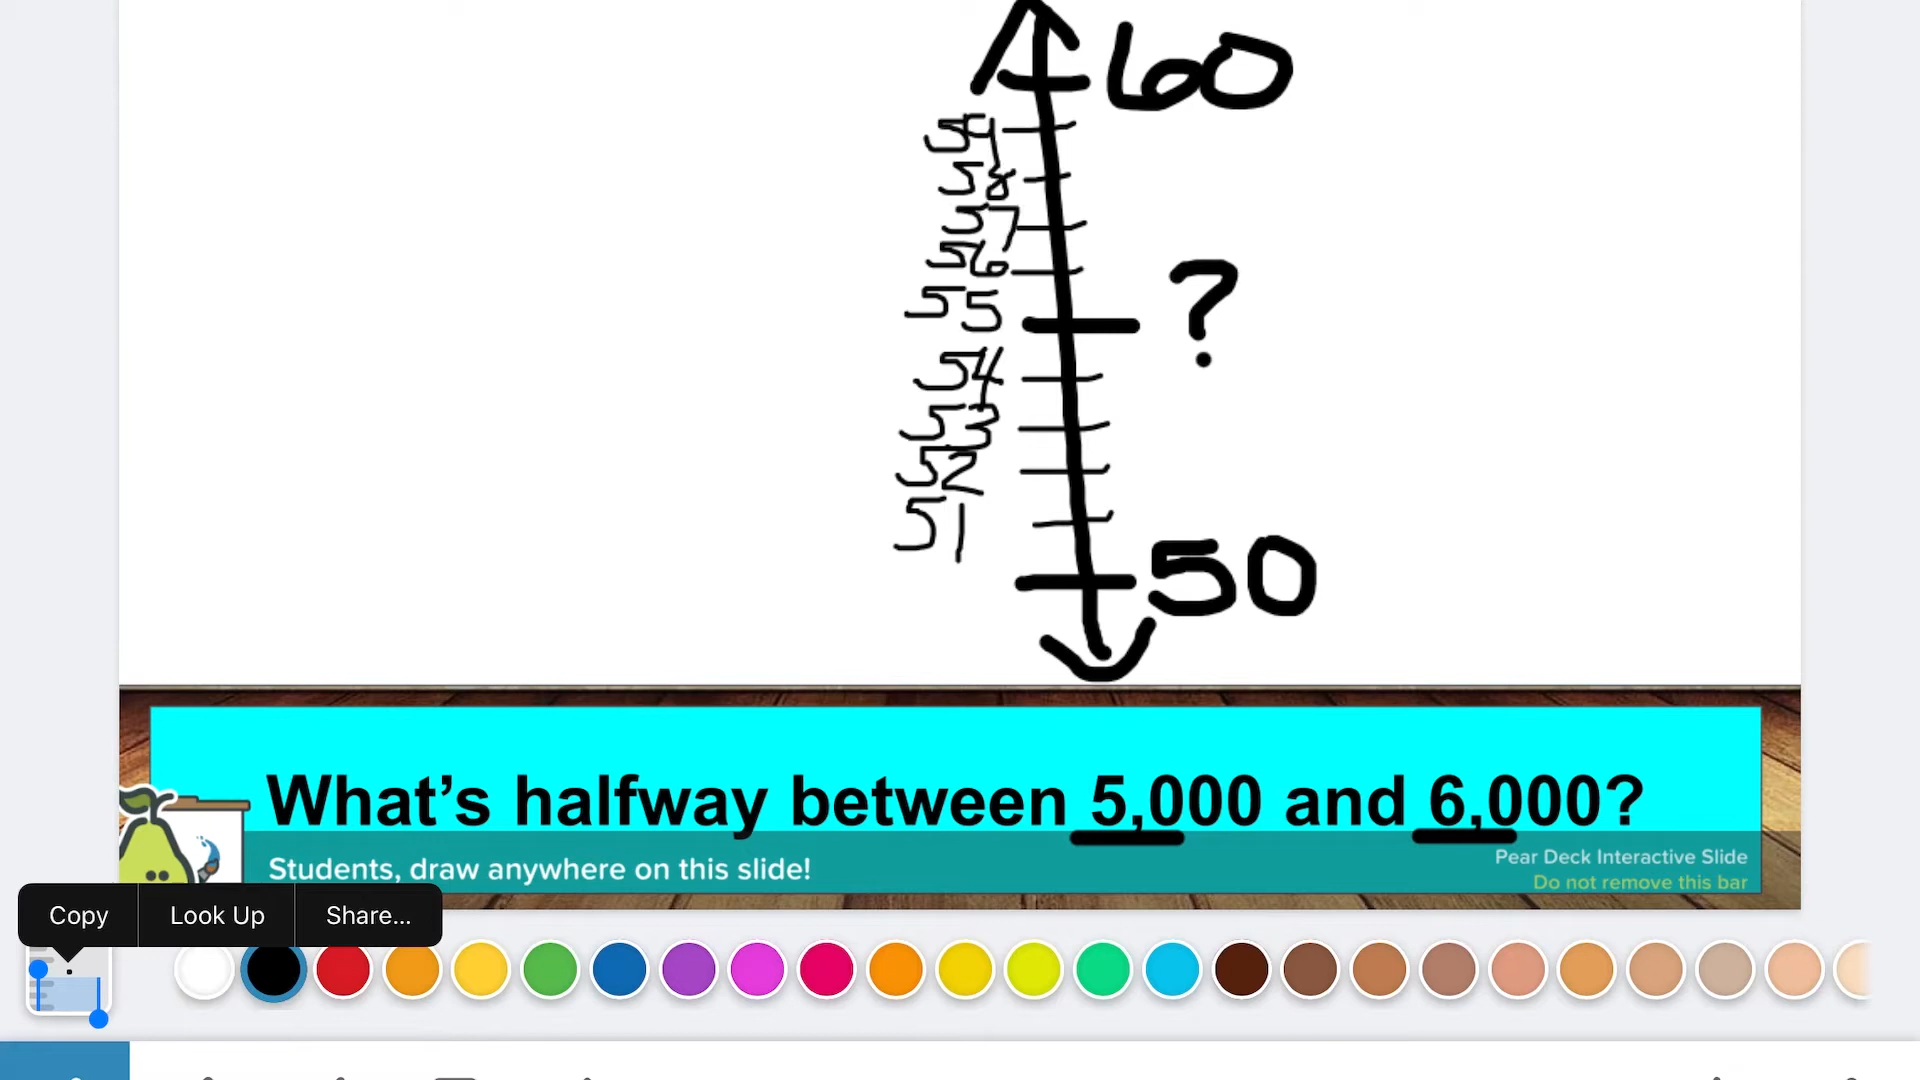 60
59
58
57
56
55
?
54
53
52
51
50
What’s halfway between 5,000 and 6,000?
Students, draw anywhere on this slide!
Pear Deck Interactive Slide
Do not remove this bar
Copy
Look Up
Share...